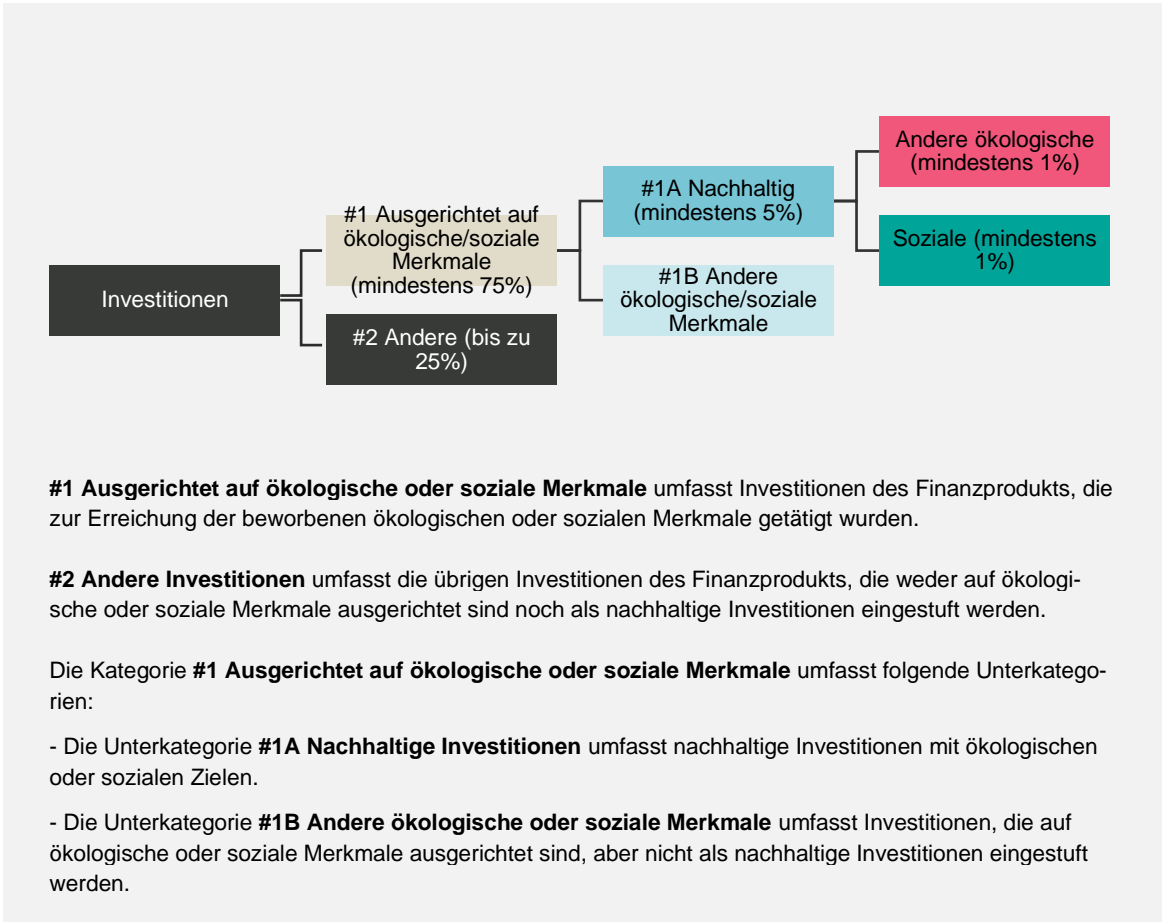 Investitionen
#1 Ausgerichtet auf
ökologische/soziale
Merkmale
(mindestens 75%)
#2 Andere (bis zu
25%)
#1A Nachhaltig
(mindestens 5%)
#1B Andere
ökologische/soziale
Merkmale
Andere ökologische
(mindestens 1%)
Soziale (mindestens
1%)
#1 Ausgerichtet auf ökologische oder soziale Merkmale umfasst Investitionen des Finanzprodukts, die
zur Erreichung der beworbenen ökologischen oder sozialen Merkmale getätigt wurden.
#2 Andere Investitionen umfasst die übrigen Investitionen des Finanzprodukts, die weder auf ökologi-
sche oder soziale Merkmale ausgerichtet sind noch als nachhaltige Investitionen eingestuft werden.
Die Kategorie #1 Ausgerichtet auf ökologische oder soziale Merkmale umfasst folgende Unterkatego-
rien:
- Die Unterkategorie #1A Nachhaltige Investitionen umfasst nachhaltige Investitionen mit ökologischen
oder sozialen Zielen.
- Die Unterkategorie #1B Andere ökologische oder soziale Merkmale umfasst Investitionen, die auf
ökologische oder soziale Merkmale ausgerichtet sind, aber nicht als nachhaltige Investitionen eingestuft
werden.